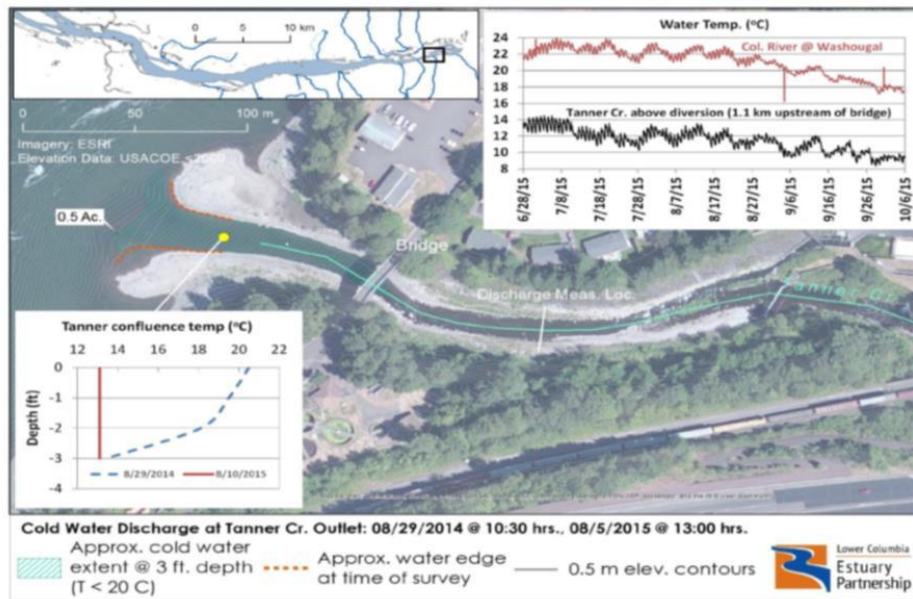 0 10 km
Water Temp. (°C)
24
22
20
18
16
14
12
10
8
Col. River @ Washougal
Tanner Cr. above diversion (1.1 km upstream of bridge)
6/28/15
7/8/15
7/18/15
7/28/15
8/7/15
8/17/15
8/27/15
9/6/15
9/16/15
9/26/15
10/6/15
0 50 100 m
Imagery: ESRI
Elevation Data: USACOE
0.5 Ac.
Bridge
Discharge Meas. Loc.
Tanner Cr.
Tanner confluence temp (°C)
12 14 16 18 20 22
Depth (ft)
0
-1
-2
-3
-4
8/29/2014 8/10/2015
Cold Water Discharge at Tanner Cr. Outlet: 08/29/2014 @ 10:30 hrs., 08/5/2015 @ 13:00 hrs.
Approx. cold water
extent @ 3 ft. depth
(T < 20 C)
Approx. water edge
at time of survey
0.5 m elev. contours
Lower Columbia
Estuary
Partnership